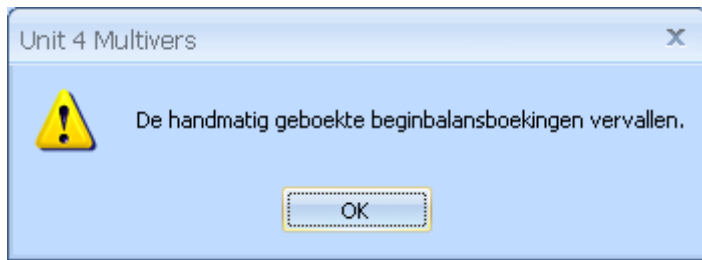 Unit 4 Multivers
De handmatig geboekte beginbalansboekingen vervallen.
OK